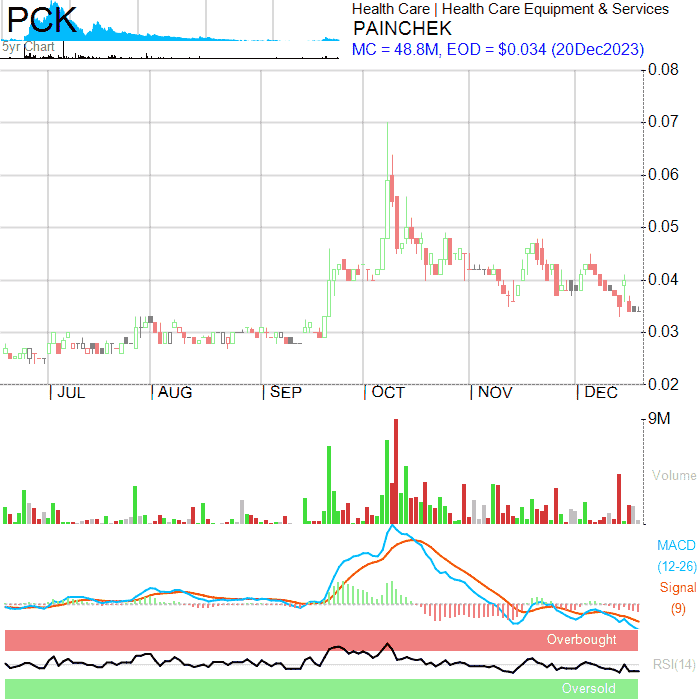 PCK
5yr Chart
Health Care | Health Care Equipment & Services
PAINCHEK
MC = 48.8M, EOD = $0.034 (20Dec2023)
0.08
0.07
0.06
0.05
0.04
0.03
0.02
JUL AUG SEP OCT NOV DEC
9M
Volume
MACD
(12-26)
Signal
(9)
Overbought
RSI(14)
Oversold